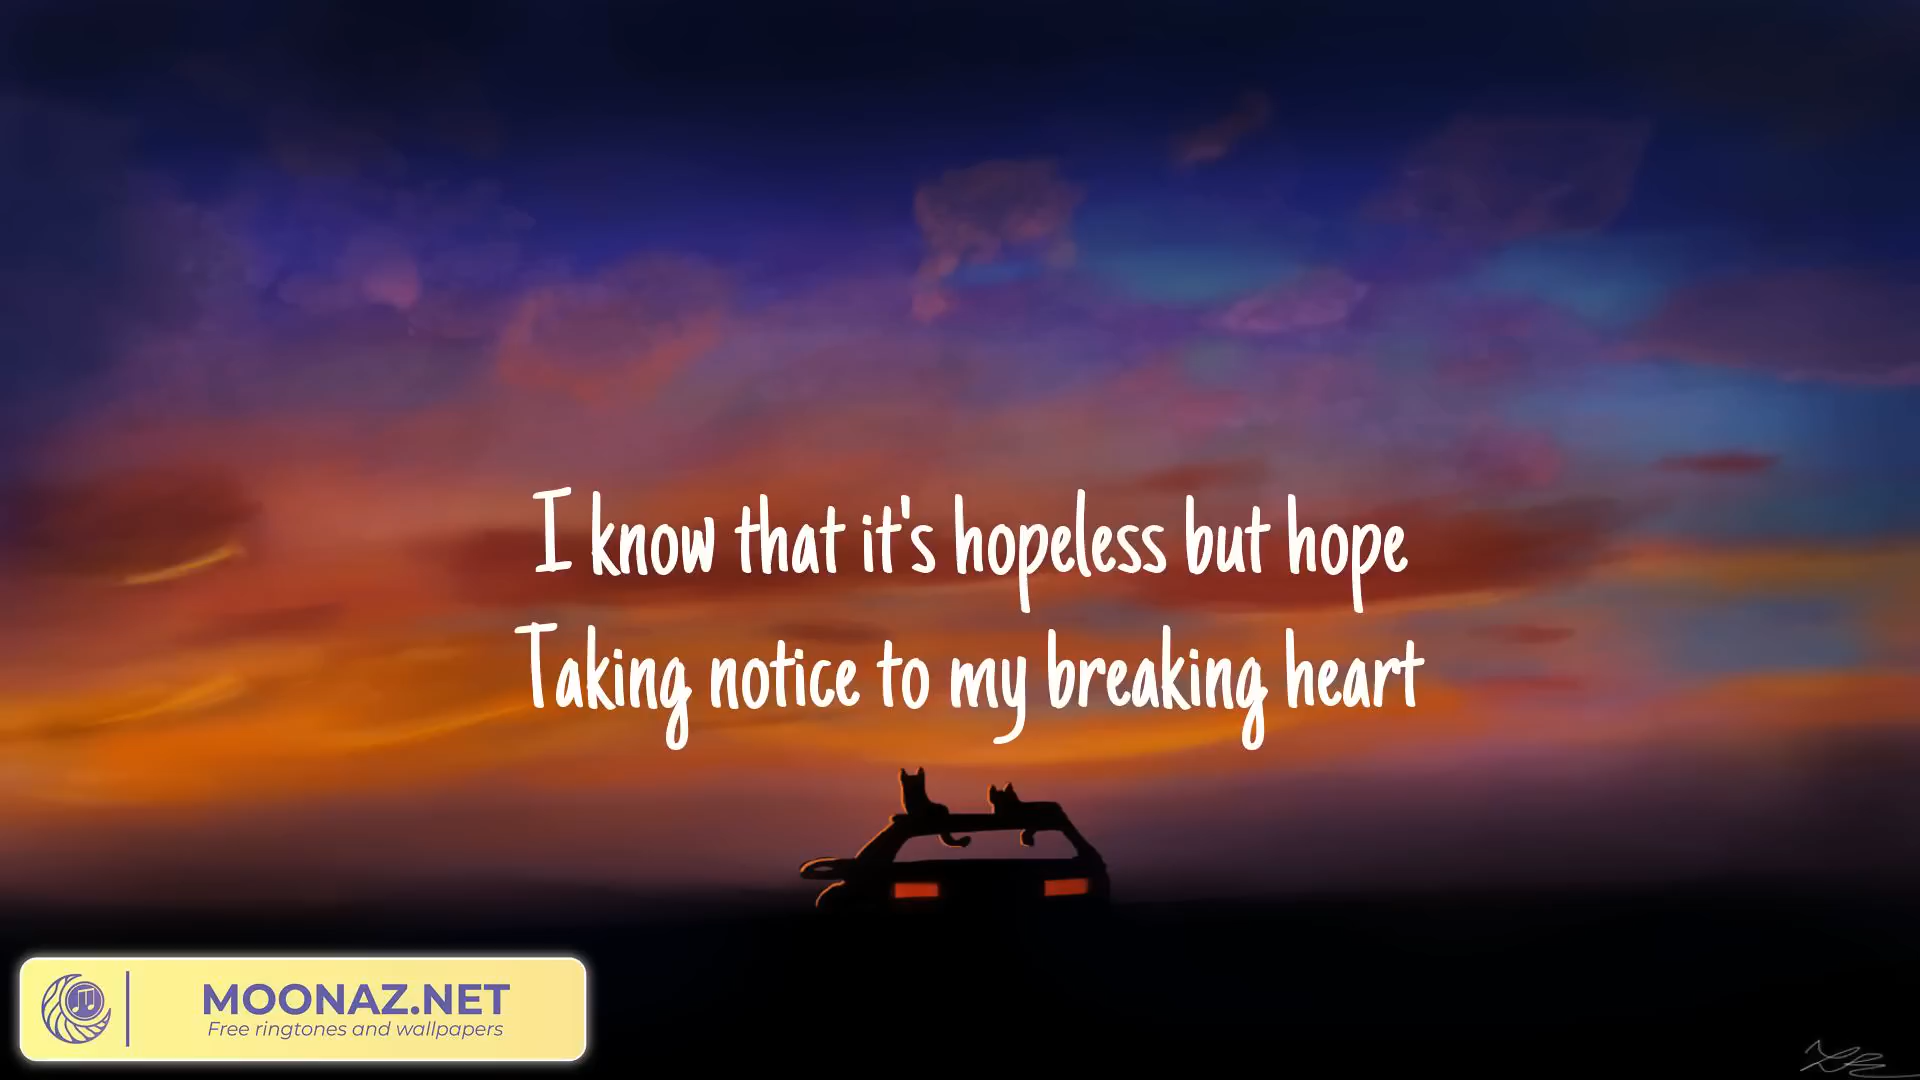 I know that it's hopeless but hope
Taking notice to my breaking heart
MOONAZ.NET
Free ringtones and wallpapers